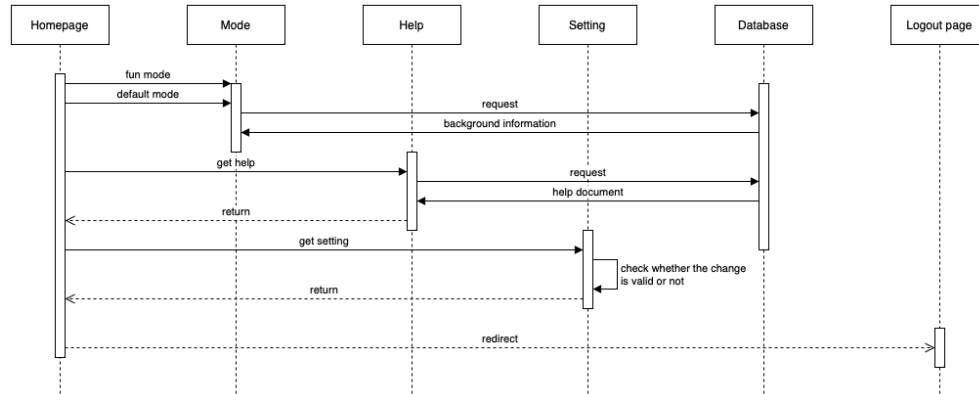 Homepage
Mode
Help
Setting
Database
Logout page
fun mode
default mode
request
background information
get help
request
help document
return
get setting
check whether the change
is valid or not
return
redirect